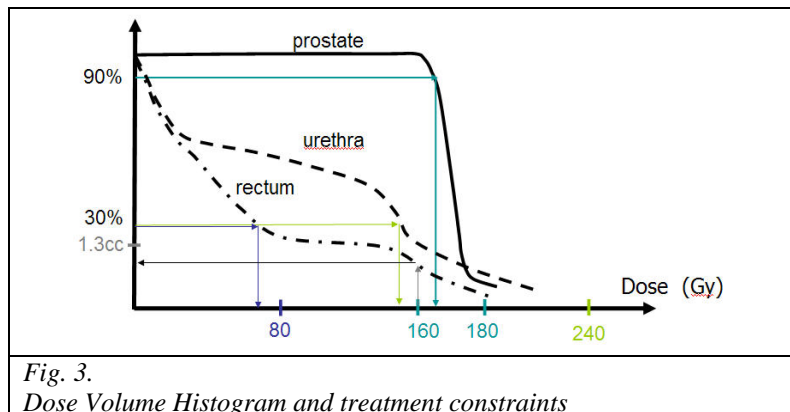 prostate
90%
urethra
rectum
30%
1.3cc
Dose (Gy)
80
160
180
240
Fig. 3.
Dose Volume Histogram and treatment constraints